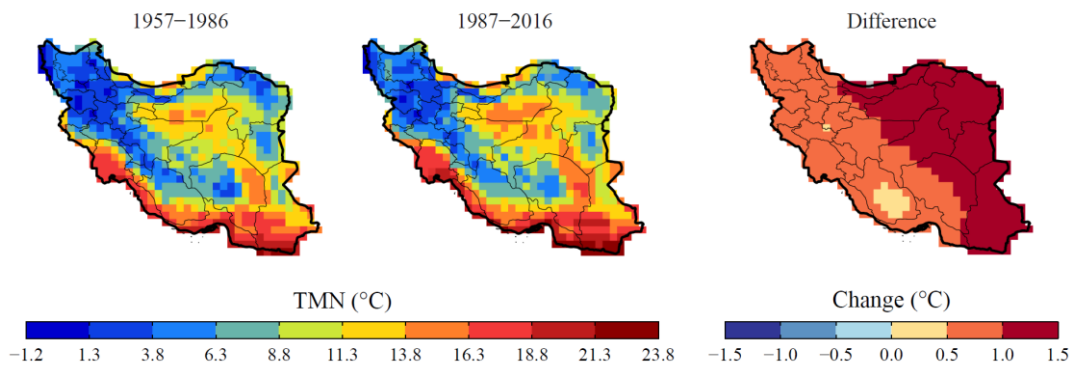 1957−1986 1987−2016 Difference
TMN (°C) Change (°C)
−1.2 1.3 3.8 6.3 8.8 11.3 13.8 16.3 18.8 21.3 23.8 −1.5 −1.0 −0.5 0.0 0.5 1.0 1.5